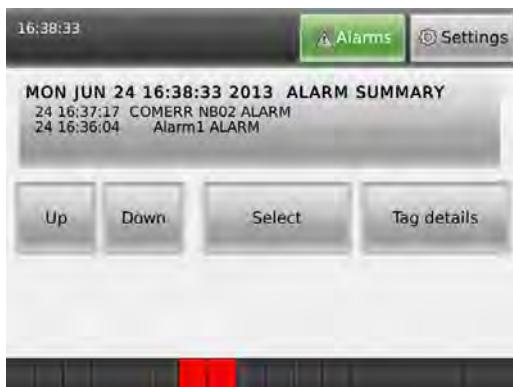 16:38:33
Alarms
Settings
MON JUN 24 16:38:33 2013 ALARM SUMMARY
24 16:37:17 COMERR NB02 ALARM
24 16:36:04 Alarm1 ALARM
Up
Down
Select
Tag details